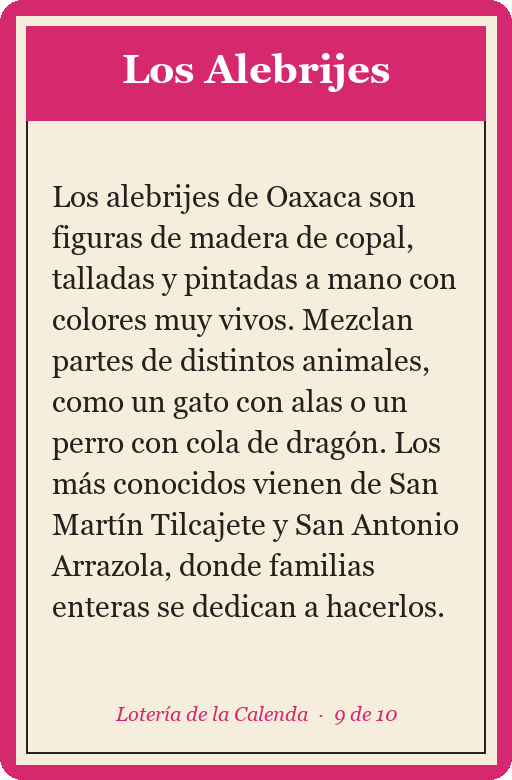 Los Alebrijes
Los alebrijes de Oaxaca son
figuras de madera de copal,
talladas y pintadas a mano con
colores muy vivos. Mezclan
partes de distintos animales,
como un gato con alas o un
perro con cola de dragón. Los
más conocidos vienen de San
Martín Tilcajete y San Antonio
Arrazola, donde familias
enteras se dedican a hacerlos.
Lotería de la Calenda · 9 de 10